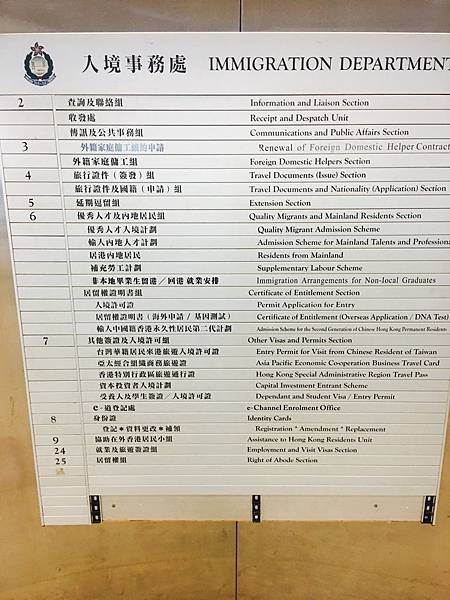 入境事務處 IMMIGRATION DEPARTMENT
2 查詢及聯絡組 Information and Liaison Section
收發處 Receipt and Despatch Unit
傳訊及公共事務組 Communications and Public Affairs Section
3 外籍家庭傭工續約申請 Renewal of Foreign Domestic Helper Contract
外籍家庭傭工組 Foreign Domestic Helpers Section
4 旅行證件（簽發）組 Travel Documents (Issue) Section
旅行證件及國籍（申請）組 Travel Documents and Nationality (Application) Section
5 延期逗留組 Extension Section
6 優秀人才及內地居民組 Quality Migrants and Mainland Residents Section
優秀人才入境計劃 Quality Migrant Admission Scheme
輸入內地人才計劃 Admission Scheme for Mainland Talents and Professiona
居港內地居民 Residents from Mainland
補充勞工計劃 Supplementary Labour Scheme
非本地畢業生留港／回港 就業安排 Immigration Arrangements for Non-local Graduates
居留權證明書組 Certificate of Entitlement Section
入境許可證 Permit Application for Entry
居留權證明書（海外申請 / 基因測試） Certificate of Entitlement (Overseas Application / DNA Test)
輸入中國籍香港永久性居民第二代計劃 Admission Scheme for the Second Generation of Chinese Hong Kong Permanent Residents
7 其他簽證及入境許可組 Other Visas and Permits Section
台灣華籍居民來港旅遊入境許可證 Entry Permit for Visit from Chinese Resident of Taiwan
亞太經合組織商務旅遊證 Asia Pacific Economic Co-operation Business Travel Card
香港特別行政區旅遊通行證 Hong Kong Special Administrative Region Travel Pass
資本投資者入境計劃 Capital Investment Entrant Scheme
受養人及學生簽證／入境許可證 Dependant and Student Visa / Entry Permit
e-道登記處 e-Channel Enrolment Office
8 身份證 Identity Cards
登記＊資料更改＊補領 Registration * Amendment * Replacement
9 協助在外香港居民小組 Assistance to Hong Kong Residents Unit
24 就業及旅遊簽證組 Employment and Visit Visas Section
25 居留權組 Right of Abode Section